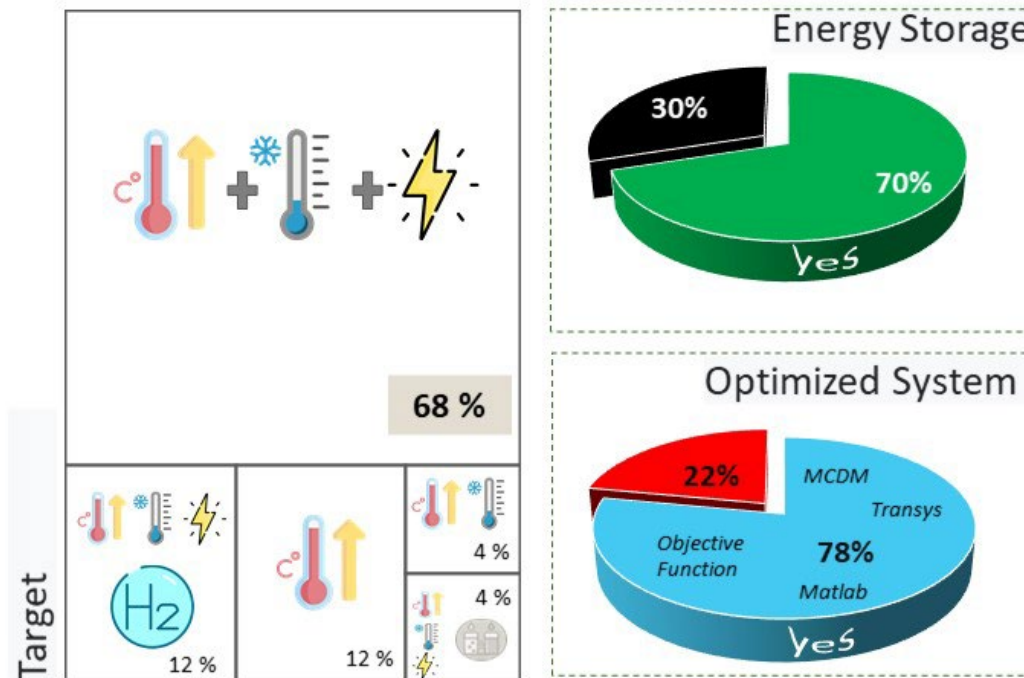 Target
C°
68 %
C°
H2
12 %
C°
12 %
C°
4 %
4 %
C°
Energy Storage
30%
70%
yes
Optimized System
22%
MCDM
Transys
Objective
Function
78%
Matlab
yes